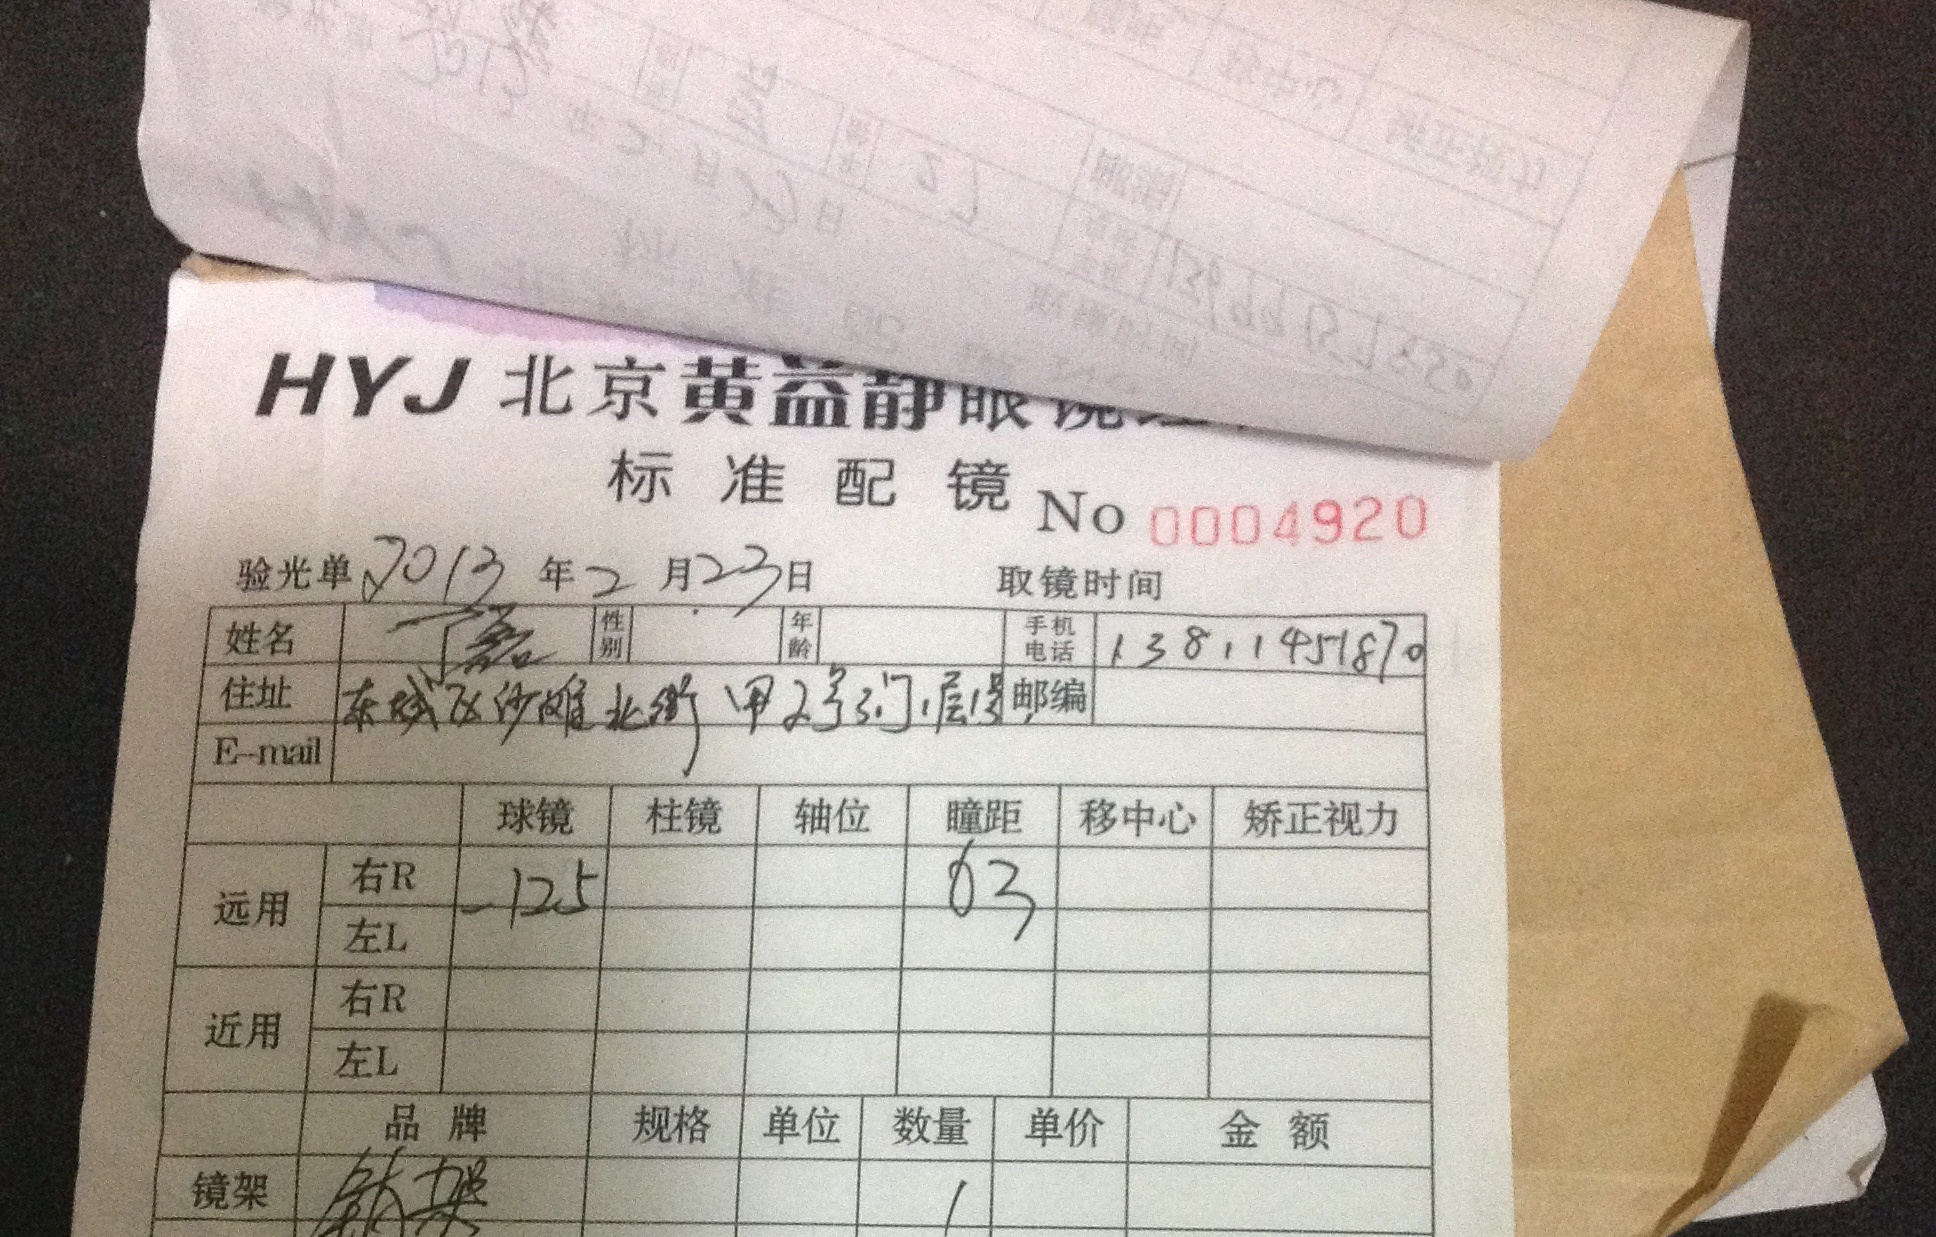 HYJ 北京黄益静眼镜
标准配镜
No 0004920
验光单 2013 年 2 月 23 日 取镜时间
姓名 丁磊 性别 年龄 手机电话 13811451870
住址 东城区沙滩北街甲2号3门1层1号 邮编
E-mail
球镜 柱镜 轴位 瞳距 移中心 矫正视力
远用 右R -125 63
左L
近用 右R
左L
品牌 规格 单位 数量 单价 金额
镜架 1